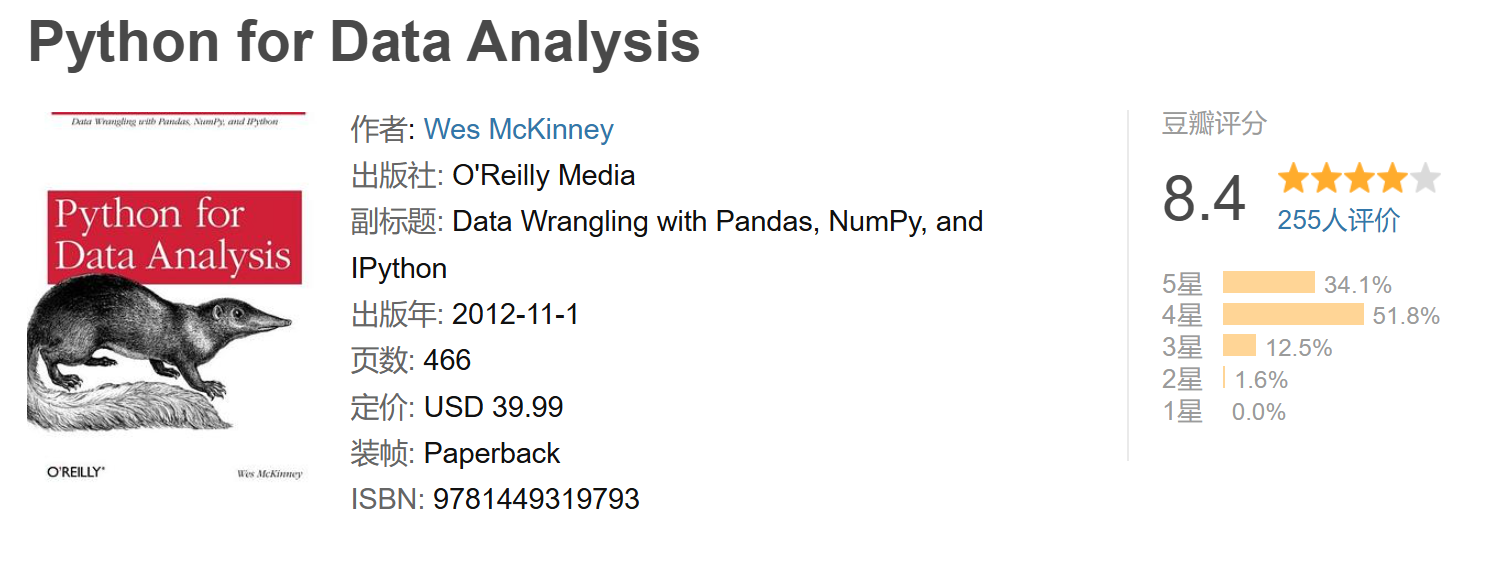 Python for Data Analysis
Data Wrangling with Pandas, NumPy, and IPython
Python for
Data Analysis
O'REILLY®
Wes McKinney
作者: Wes McKinney
出版社: O'Reilly Media
副标题: Data Wrangling with Pandas, NumPy, and
IPython
出版年: 2012-11-1
页数: 466
定价: USD 39.99
装帧: Paperback
ISBN: 9781449319793
豆瓣评分
8.4
255人评价
5星 34.1%
4星 51.8%
3星 12.5%
2星 1.6%
1星 0.0%